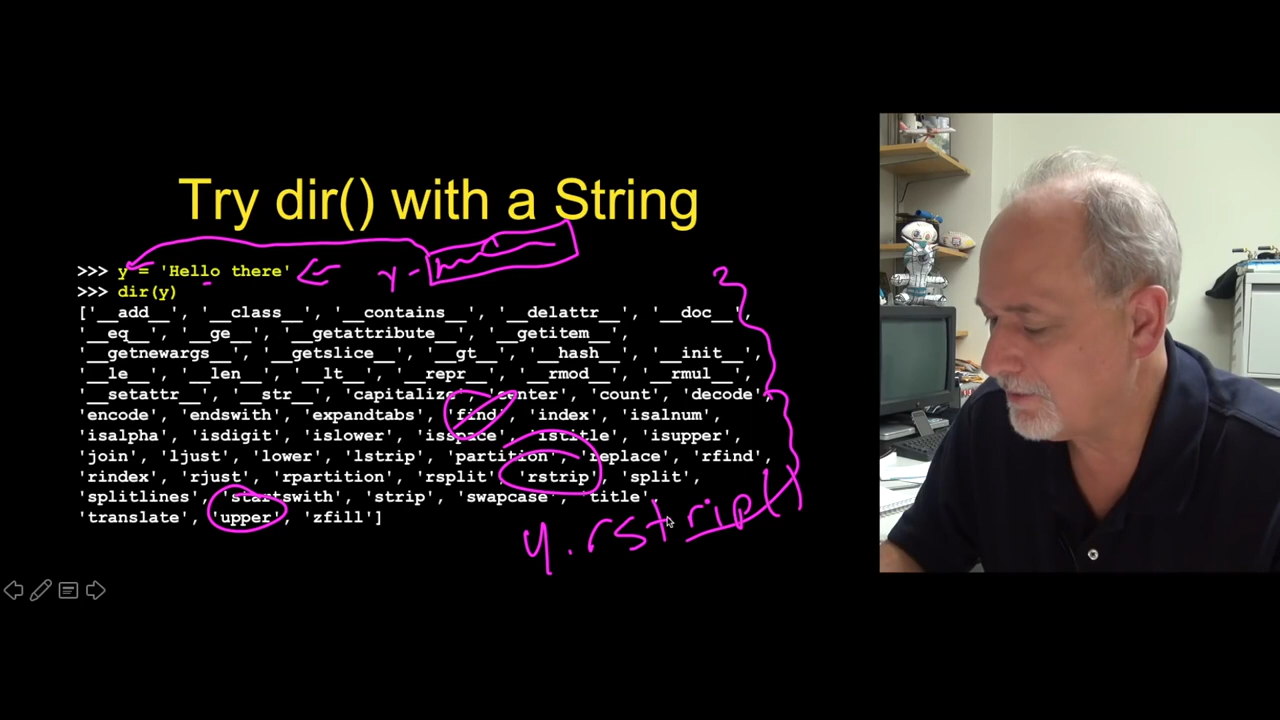 Try dir() with a String
>>> y = 'Hello there'
y
>>> dir(y)
['__add__', '__class__', '__contains__', '__delattr__', '__doc__',
'__eq__', '__ge__', '__getattribute__', '__getitem__',
'__getnewargs__', '__getslice__', '__gt__', '__hash__', '__init__',
'__le__', '__len__', '__lt__', '__repr__', '__rmod__', '__rmul__',
'__setattr__', '__str__', 'capitalize', 'center', 'count', 'decode',
'encode', 'endswith', 'expandtabs', 'find', 'index', 'isalnum',
'isalpha', 'isdigit', 'islower', 'isspace', 'istitle', 'isupper',
'join', 'ljust', 'lower', 'lstrip', 'partition', 'replace', 'rfind',
'rindex', 'rjust', 'rpartition', 'rsplit', 'rstrip', 'split',
'splitlines', 'startswith', 'strip', 'swapcase', 'title',
'translate', 'upper', 'zfill']
y.rstrip()